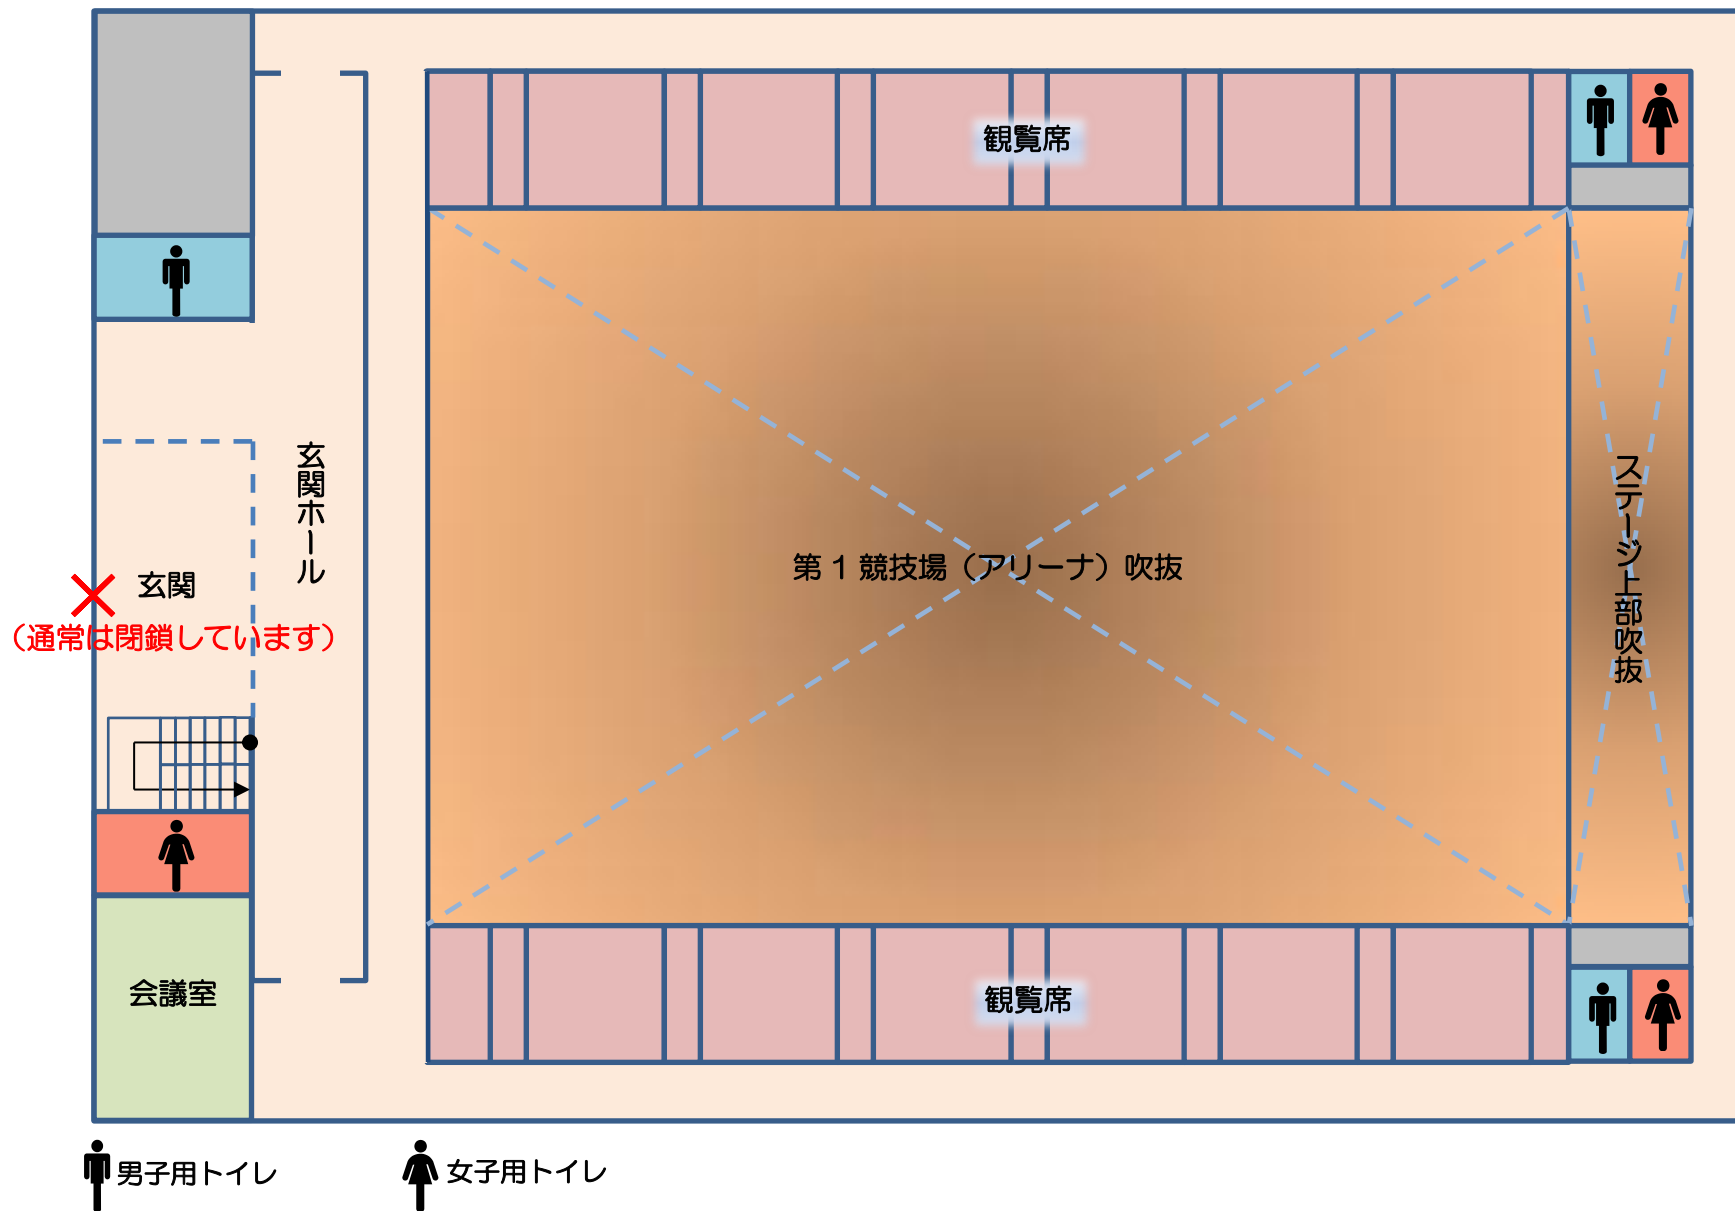 観覧席
玄関ホール
第1競技場（アリーナ）吹抜
ステージ上部吹抜
玄関
（通常は閉鎖しています）
会議室
観覧席
男子用トイレ
女子用トイレ